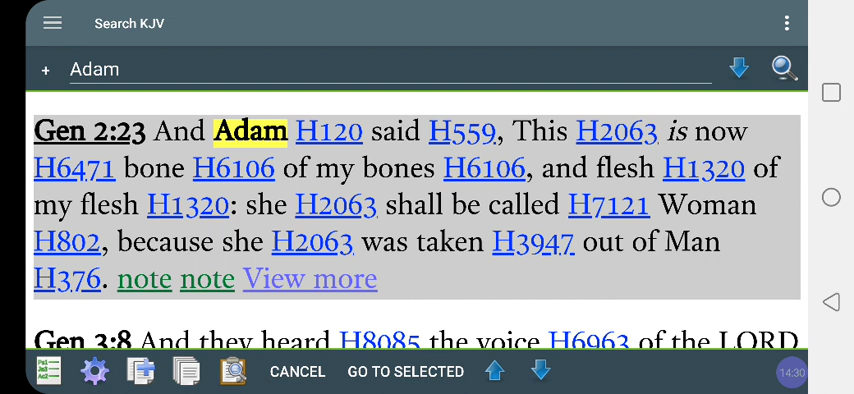 Search KJV
+ Adam
Gen 2:23 And Adam H120 said H559, This H2063 is now
H6471 bone H6106 of my bones H6106, and flesh H1320 of
my flesh H1320: she H2063 shall be called H7121 Woman
H802, because she H2063 was taken H3947 out of Man
H376. note note View more
Gen 3:8 And they heard H8085 the voice H6963 of the LORD
CANCEL GO TO SELECTED 14:30